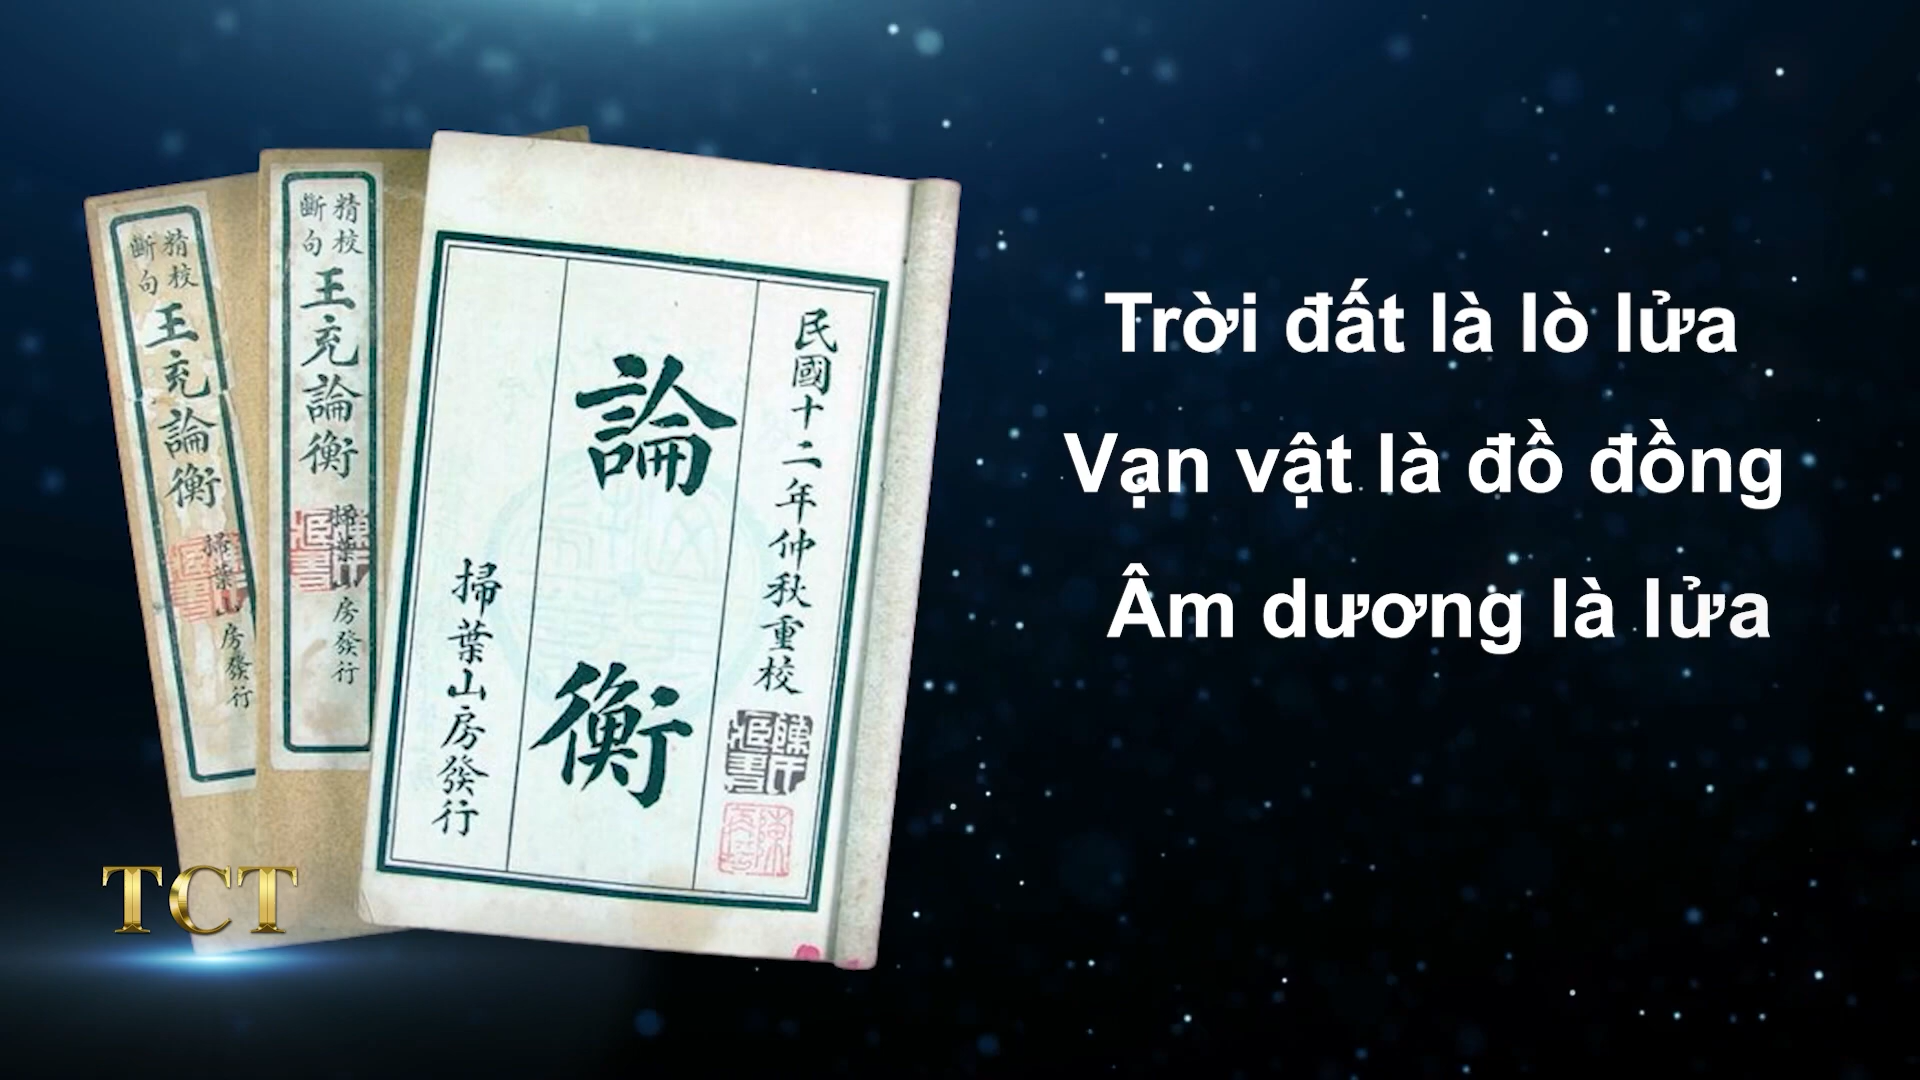 精校
斷句
王充論衡
掃葉山房發行
精校
斷句
王充論衡
掃葉山房發行
民國十二年仲秋重校
論衡
掃葉山房發行
Trời đất là lò lửa
Vạn vật là đồ đồng
Âm dương là lửa
TCT